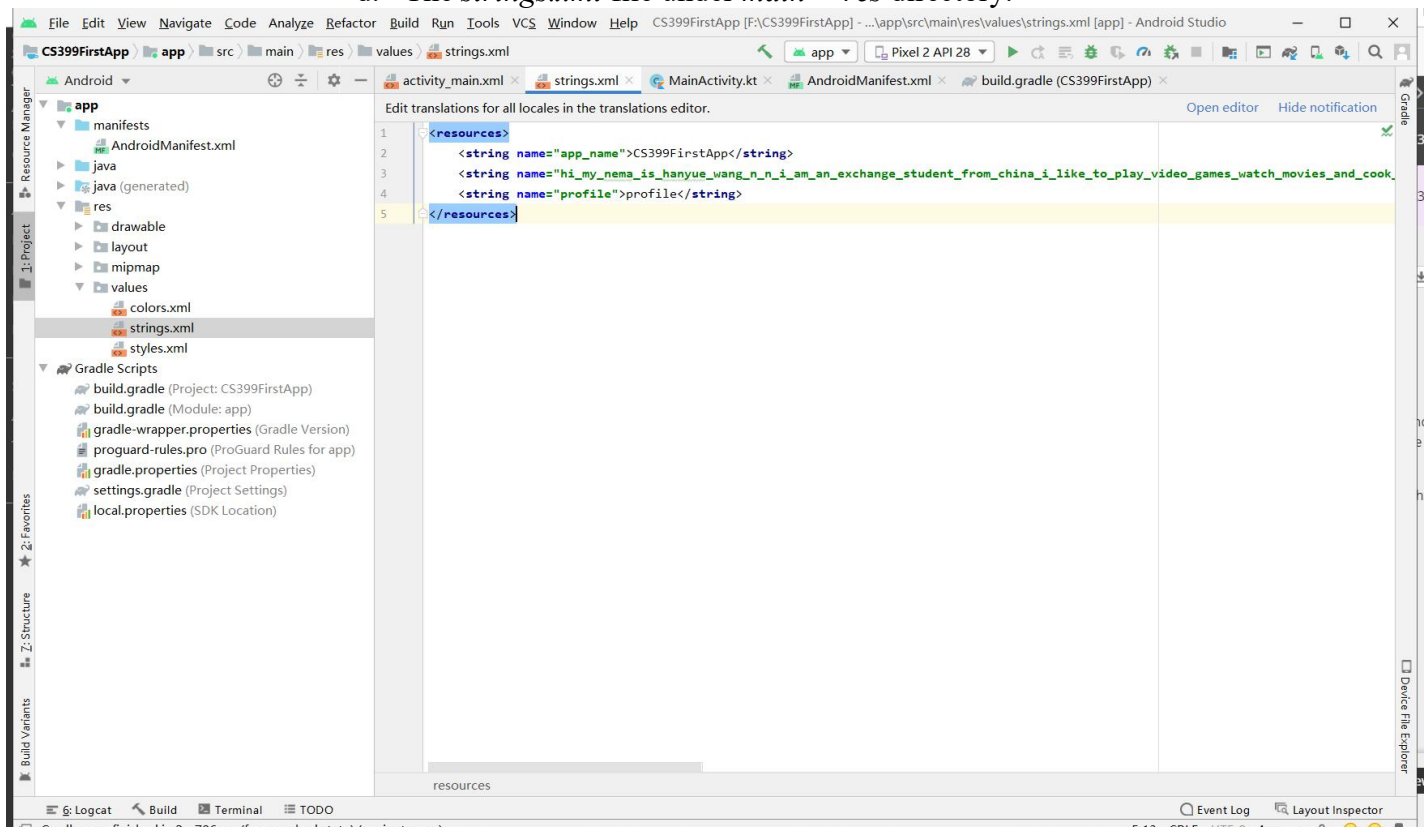 File Edit View Navigate Code Analyze Refactor Build Run Tools VCS Window Help CS399FirstApp [F:\CS399FirstApp] - ...\app\src\main\res\values\strings.xml [app] - Android Studio
CS399FirstApp app src main res values strings.xml app Pixel 2 API 28
Android activity_main.xml strings.xml MainActivity.kt AndroidManifest.xml build.gradle (CS399FirstApp)
Edit translations for all locales in the translations editor. Open editor Hide notification
app
manifests
AndroidManifest.xml
java
java (generated)
res
drawable
layout
mipmap
values
colors.xml
strings.xml
styles.xml
Gradle Scripts
build.gradle (Project: CS399FirstApp)
build.gradle (Module: app)
gradle-wrapper.properties (Gradle Version)
proguard-rules.pro (ProGuard Rules for app)
gradle.properties (Project Properties)
settings.gradle (Project Settings)
local.properties (SDK Location)
1 <resources>
2 <string name="app_name">CS399FirstApp</string>
3 <string name="hi_my_nema_is_hanyue_wang_n_n_i_am_an_exchange_student_from_china_i_like_to_play_video_games_watch_movies_and_cook_
4 <string name="profile">profile</string>
5 </resources>
resources
Resource Manager
1: Project
2: Favorites
Z: Structure
Build Variants
Gradle
Device File Explorer
6: Logcat Build Terminal TODO Event Log Layout Inspector